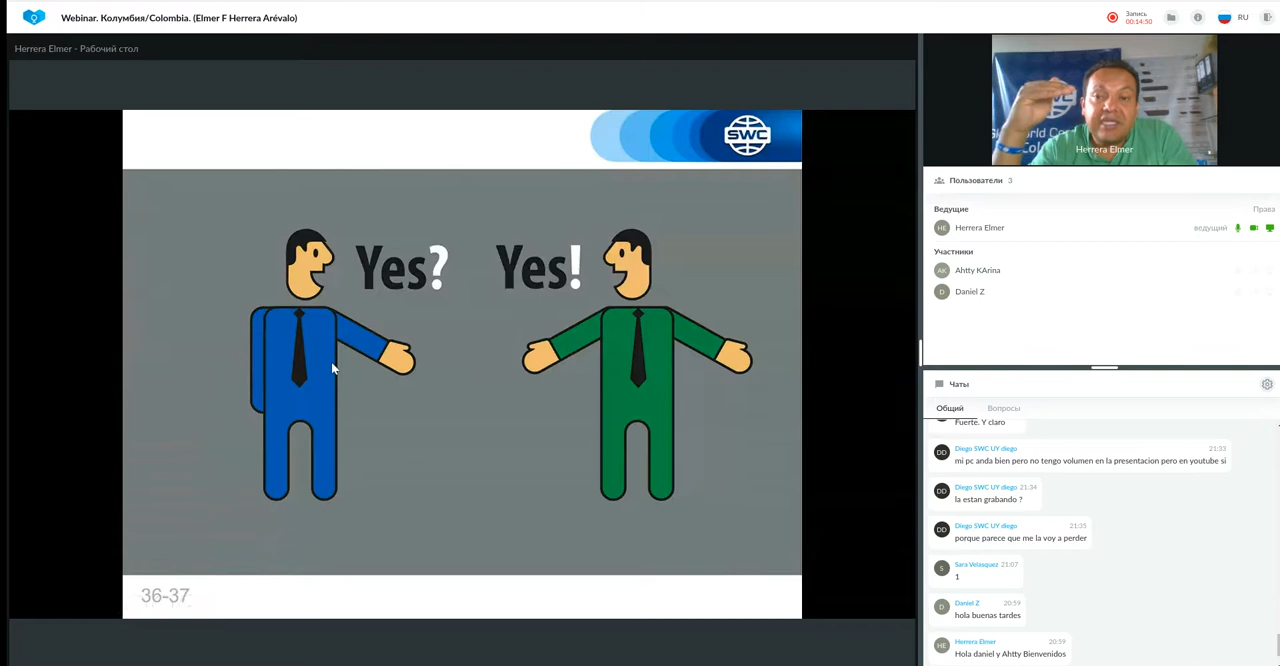 Webinar. Колумбия/Colombia. (Elmer F Herrera Arévalo)
Запись
00:14:50
RU
Herrera Elmer - Рабочий стол
SWC
Yes? Yes!
36-37
Herrera Elmer
Пользователи 3
Ведущие Права
HE Herrera Elmer ведущий
Участники
AK Ahtty KArina
D Daniel Z
Чаты
Общий Вопросы
Fuerte. Y claro
DD Diego SWC UY diego 21:33
mi pc anda bien pero no tengo volumen en la presentacion pero en youtube si
DD Diego SWC UY diego 21:34
la estan grabando ?
DD Diego SWC UY diego 21:35
porque parece que me la voy a perder
S Sara Velasquez 21:07
1
D Daniel Z 20:59
hola buenas tardes
HE Herrera Elmer 20:59
Hola daniel y Ahtty Bienvenidos